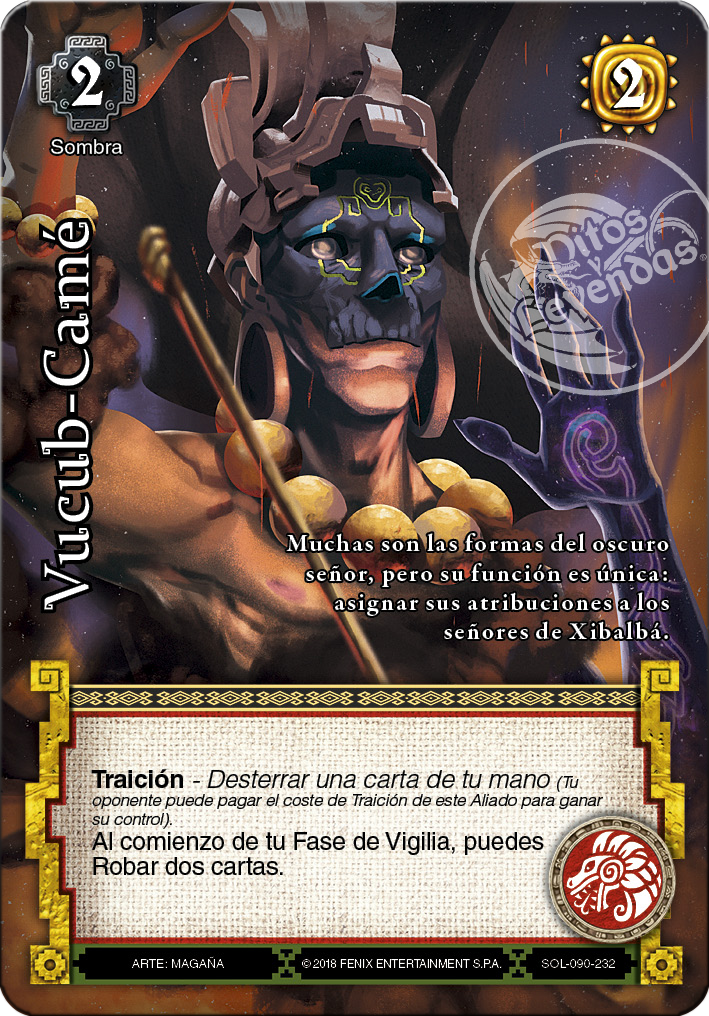 2
2
Sombra
Mitos
y
Leyendas
Vucub-Camé
Muchas son las formas del oscuro
señor, pero su función es única:
asignar sus atribuciones a los
señores de Xibalbá.
Traición - Desterrar una carta de tu mano (Tu
oponente puede pagar el coste de Traición de este Aliado para ganar
su control).
Al comienzo de tu Fase de Vigilia, puedes
Robar dos cartas.
ARTE: MAGAÑA
©2018 FENIX ENTERTAINMENT S.P.A.
SOL-090-232